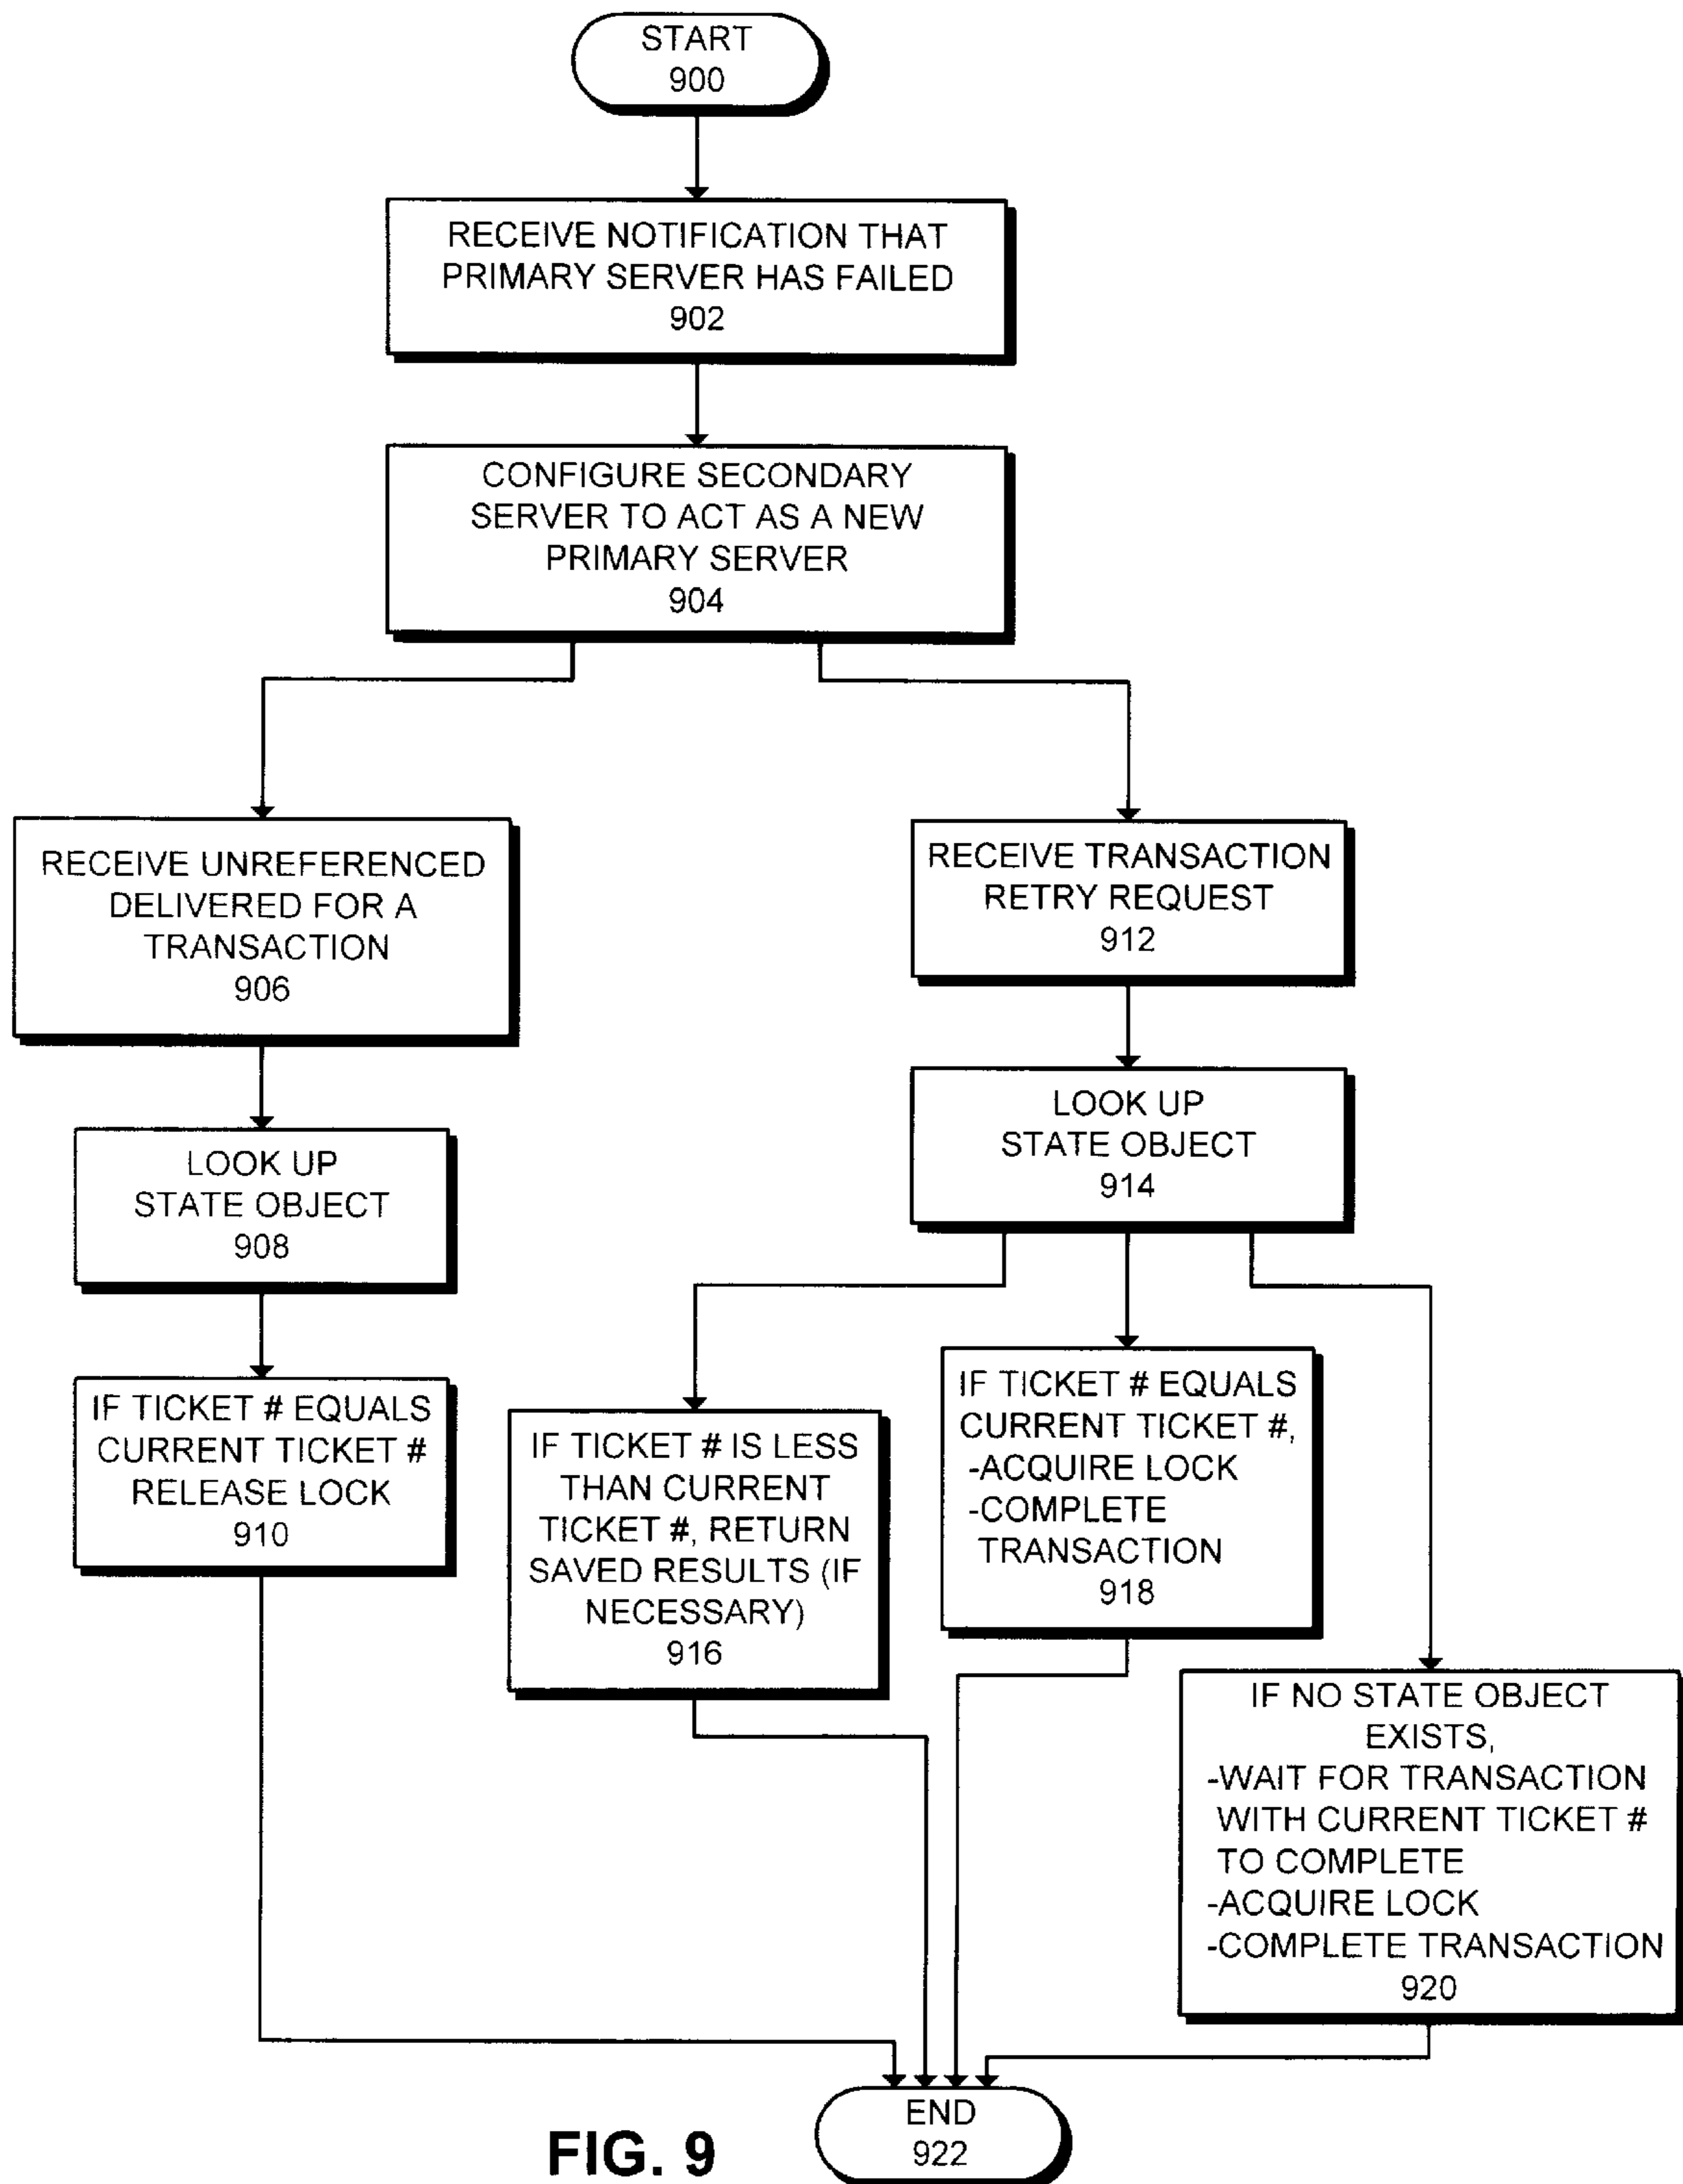 START
900
RECEIVE NOTIFICATION THAT
PRIMARY SERVER HAS FAILED
902
CONFIGURE SECONDARY
SERVER TO ACT AS A NEW
PRIMARY SERVER
904
RECEIVE UNREFERENCED
DELIVERED FOR A
TRANSACTION
906
LOOK UP
STATE OBJECT
908
IF TICKET # EQUALS
CURRENT TICKET #
RELEASE LOCK
910
RECEIVE TRANSACTION
RETRY REQUEST
912
LOOK UP
STATE OBJECT
914
IF TICKET # IS LESS
THAN CURRENT
TICKET #, RETURN
SAVED RESULTS (IF
NECESSARY)
916
IF TICKET # EQUALS
CURRENT TICKET #,
-ACQUIRE LOCK
-COMPLETE
TRANSACTION
918
IF NO STATE OBJECT
EXISTS,
-WAIT FOR TRANSACTION
WITH CURRENT TICKET #
TO COMPLETE
-ACQUIRE LOCK
-COMPLETE TRANSACTION
920
END
922
FIG. 9